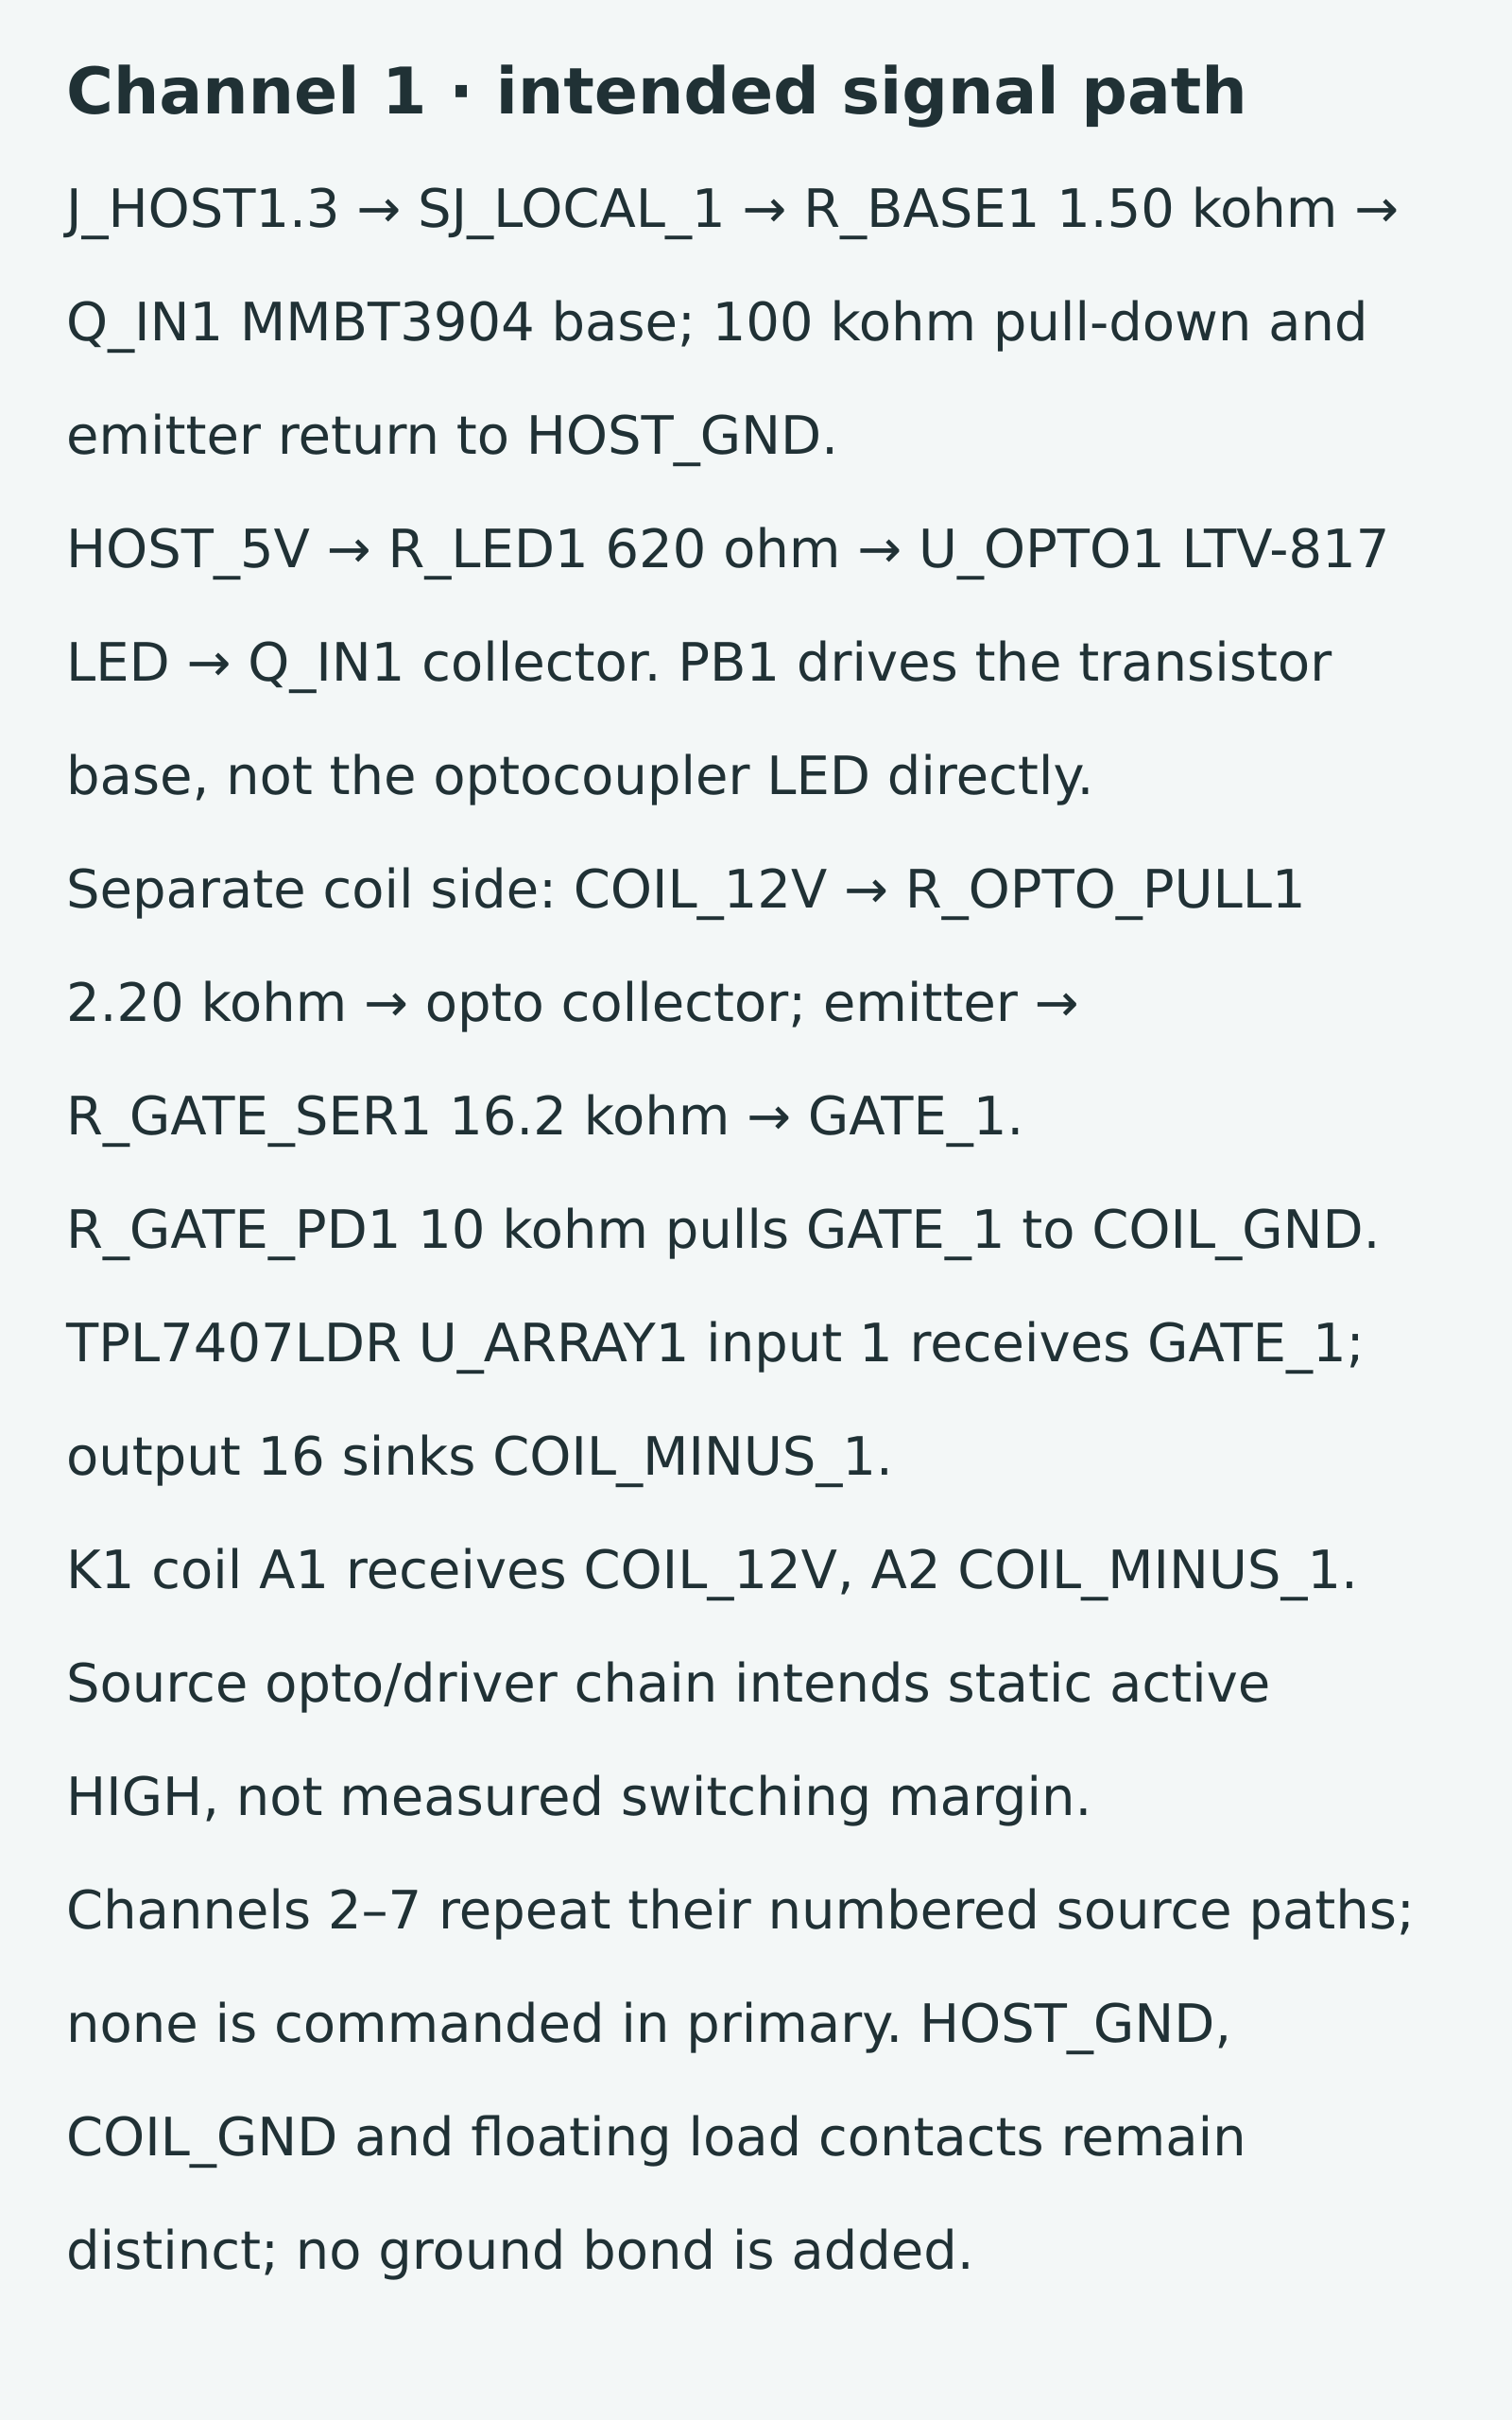 Channel 1 · intended signal path
J_HOST1.3 → SJ_LOCAL_1 → R_BASE1 1.50 kohm →
Q_IN1 MMBT3904 base; 100 kohm pull-down and
emitter return to HOST_GND.
HOST_5V → R_LED1 620 ohm → U_OPTO1 LTV-817
LED → Q_IN1 collector. PB1 drives the transistor
base, not the optocoupler LED directly.
Separate coil side: COIL_12V → R_OPTO_PULL1
2.20 kohm → opto collector; emitter →
R_GATE_SER1 16.2 kohm → GATE_1.
R_GATE_PD1 10 kohm pulls GATE_1 to COIL_GND.
TPL7407LDR U_ARRAY1 input 1 receives GATE_1;
output 16 sinks COIL_MINUS_1.
K1 coil A1 receives COIL_12V, A2 COIL_MINUS_1.
Source opto/driver chain intends static active
HIGH, not measured switching margin.
Channels 2–7 repeat their numbered source paths;
none is commanded in primary. HOST_GND,
COIL_GND and floating load contacts remain
distinct; no ground bond is added.